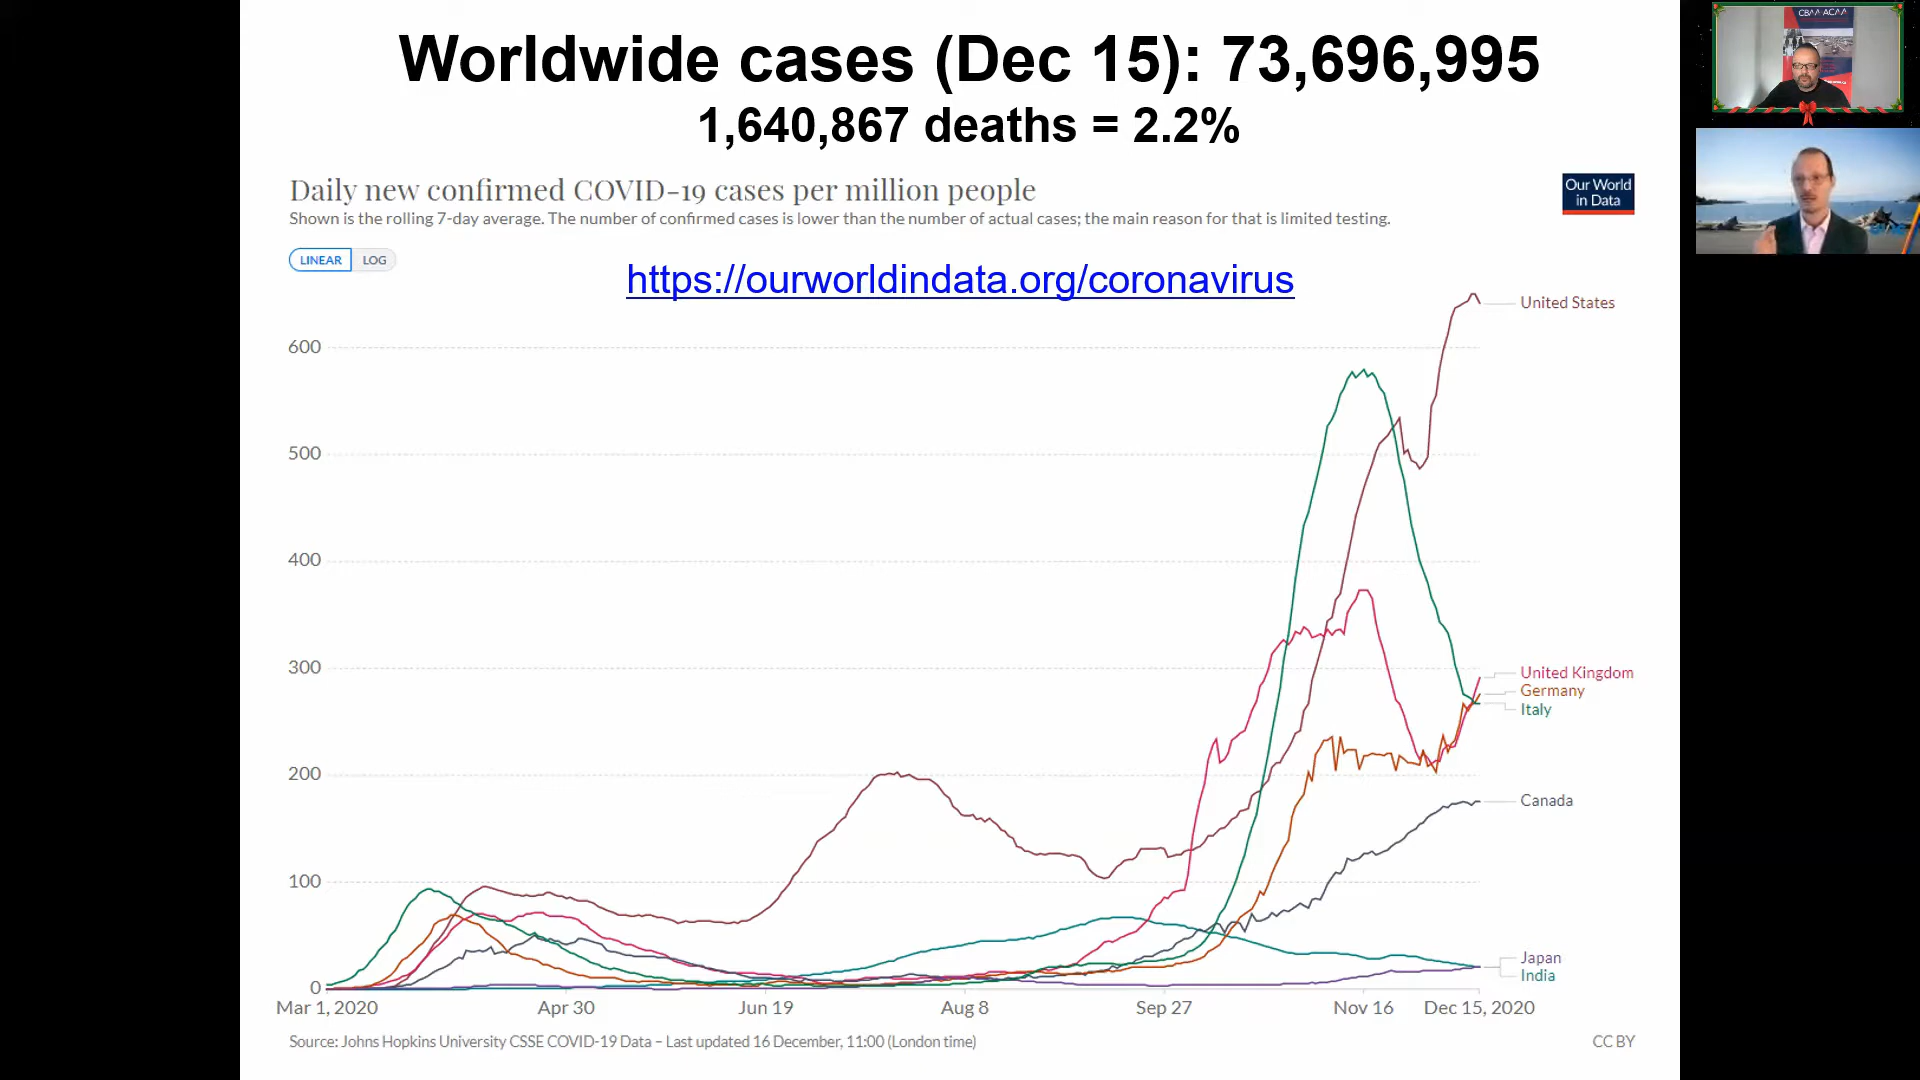 Worldwide cases (Dec 15): 73,696,995
1,640,867 deaths = 2.2%
Daily new confirmed COVID-19 cases per million people
Shown is the rolling 7-day average. The number of confirmed cases is lower than the number of actual cases; the main reason for that is limited testing.
Our World
in Data
LINEAR
LOG
https://ourworldindata.org/coronavirus
600
500
400
300
200
100
0
United States
United Kingdom
Germany
Italy
Canada
Japan
India
Mar 1, 2020
Apr 30
Jun 19
Aug 8
Sep 27
Nov 16
Dec 15, 2020
Source: Johns Hopkins University CSSE COVID-19 Data – Last updated 16 December, 11:00 (London time)
CC BY
CBAA ACAA